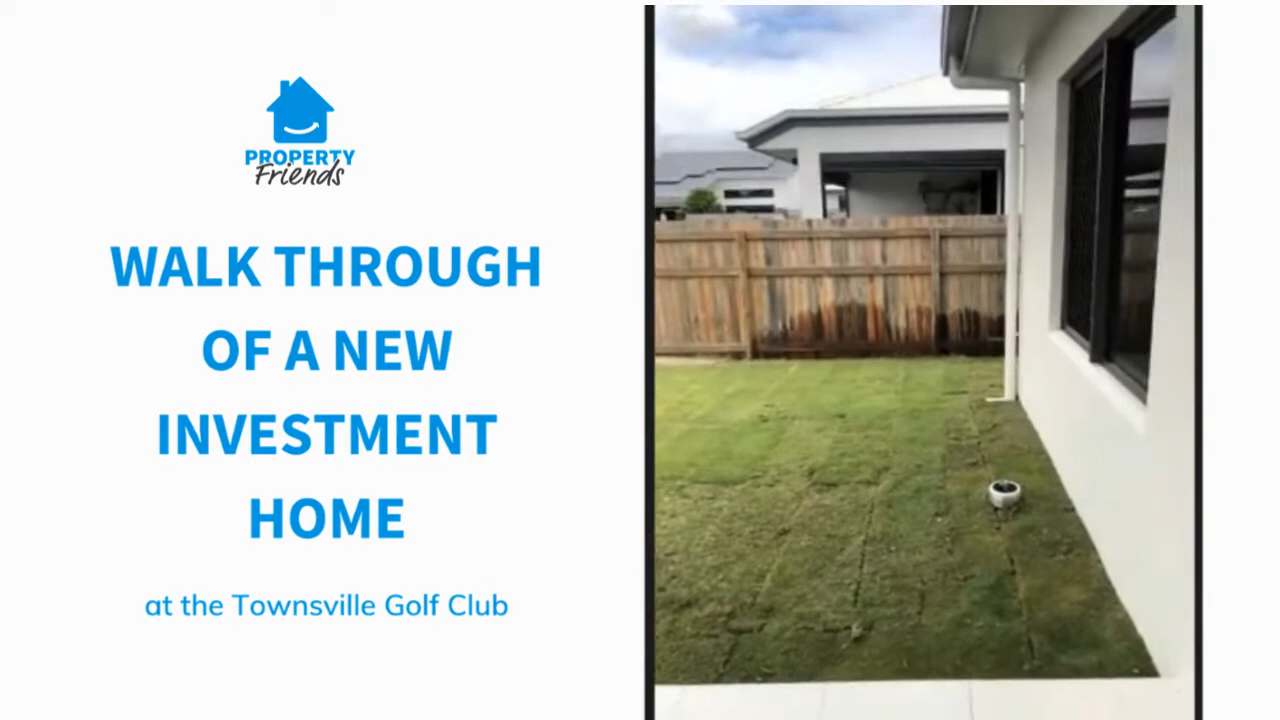 PROPERTY
Friends
WALK THROUGH
OF A NEW
INVESTMENT
HOME
at the Townsville Golf Club